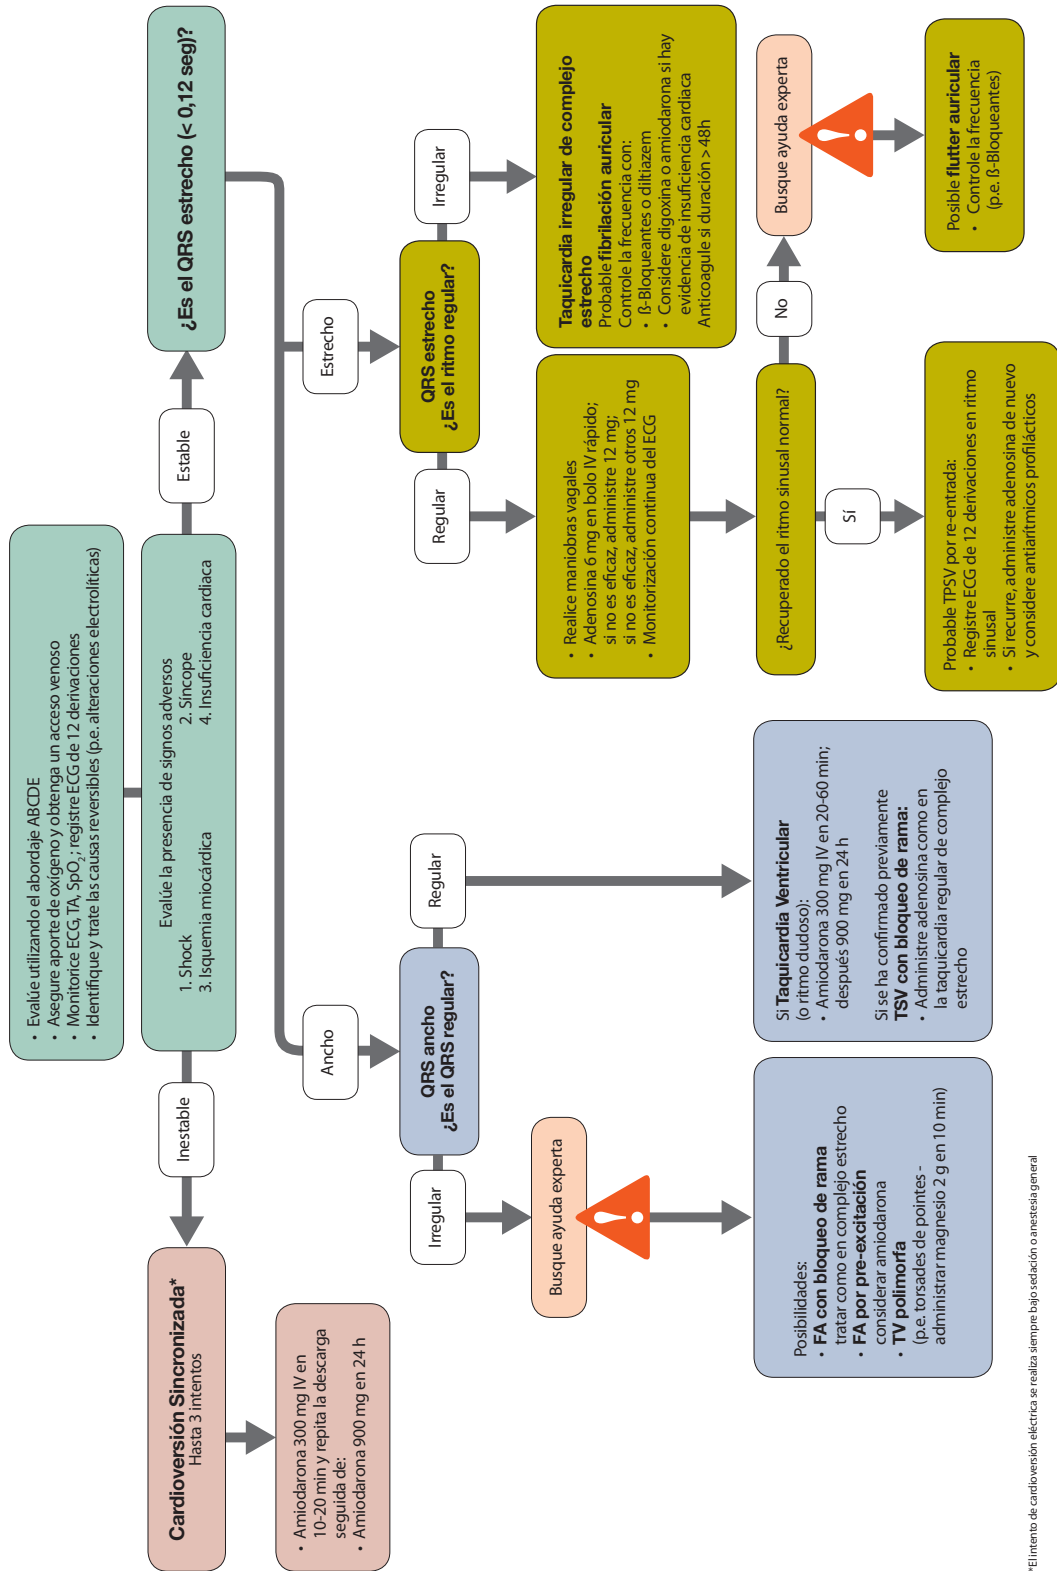 • Evalúe utilizando el abordaje ABCDE
• Asegure aporte de oxígeno y obtenga un acceso venoso
• Monitorice ECG, TA, SpO2; registre ECG de 12 derivaciones
• Identifique y trate las causas reversibles (p.e. alteraciones electrolíticas)
Evalúe la presencia de signos adversos
1. Shock 2. Síncope
3. Isquemia miocárdica 4. Insuficiencia cardiaca
Inestable
Estable
Cardioversión Sincronizada*
Hasta 3 intentos
• Amiodarona 300 mg IV en
10-20 min y repita la descarga
seguida de:
• Amiodarona 900 mg en 24 h
¿Es el QRS estrecho (< 0,12 seg)?
Ancho
Estrecho
QRS ancho
¿Es el QRS regular?
Irregular
Regular
Busque ayuda experta
Posibilidades:
• FA con bloqueo de rama
tratar como en complejo estrecho
• FA por pre-excitación
considerar amiodarona
• TV polimorfa
(p.e. torsades de pointes -
administrar magnesio 2 g en 10 min)
Si Taquicardia Ventricular
(o ritmo dudoso):
• Amiodarona 300 mg IV en 20-60 min;
después 900 mg en 24 h
Si se ha confirmado previamente
TSV con bloqueo de rama:
• Administre adenosina como en
la taquicardia regular de complejo
estrecho
QRS estrecho
¿Es el ritmo regular?
Regular
Irregular
• Realice maniobras vagales
• Adenosina 6 mg en bolo IV rápido;
si no es eficaz, administre 12 mg;
si no es eficaz, administre otros 12 mg
• Monitorización continua del ECG
Taquicardia irregular de complejo
estrecho
Probable fibrilación auricular
Controle la frecuencia con:
• ß-Bloqueantes o diltiazem
• Considere digoxina o amiodarona si hay
evidencia de insuficiencia cardiaca
Anticoagule si duración > 48h
¿Recuperado el ritmo sinusal normal?
Sí
No
Busque ayuda experta
Probable TPSV por re-entrada:
• Registre ECG de 12 derivaciones en ritmo
sinusal
• Si recurre, administre adenosina de nuevo
y considere antiarítmicos profilácticos
Posible flutter auricular
• Controle la frecuencia
(p.e. ß-Bloqueantes)
*El intento de cardioversión eléctrica se realiza siempre bajo sedación o anestesia general